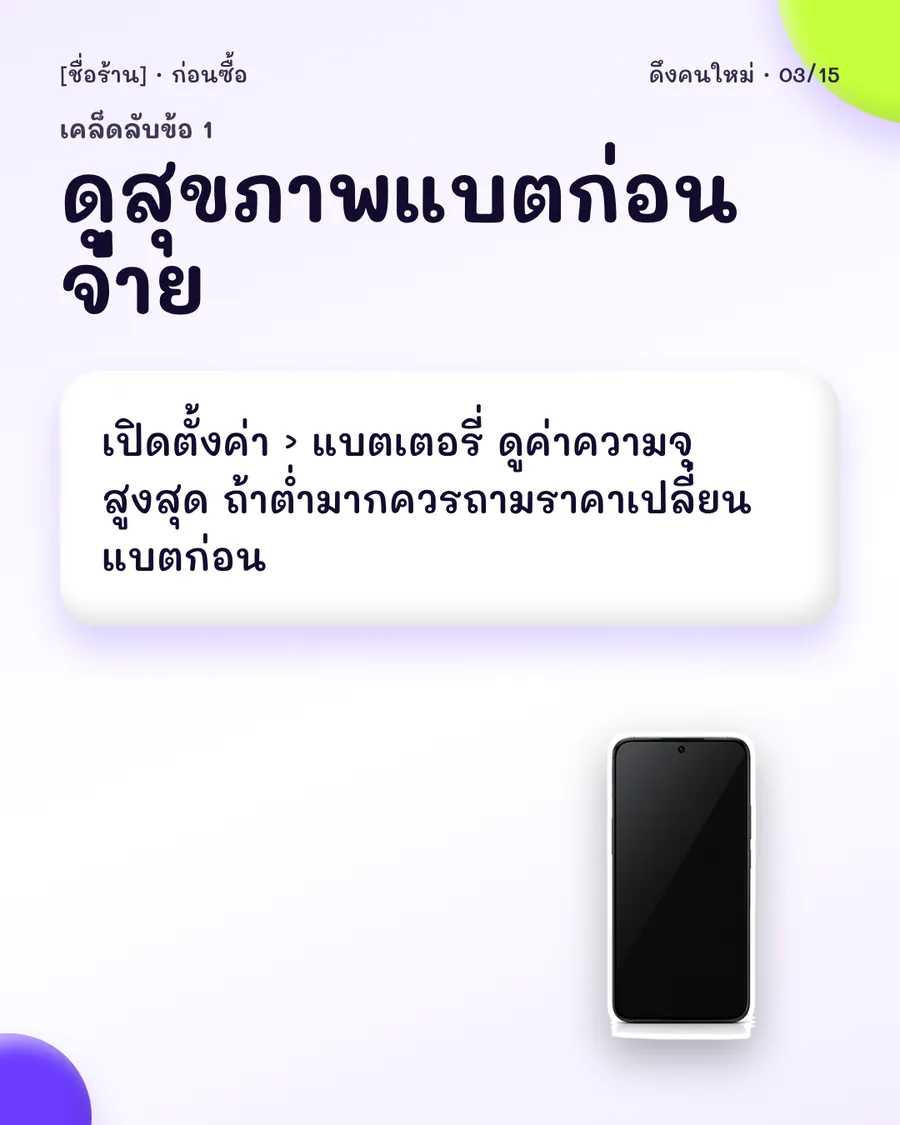 [ชื่อร้าน] · ก่อนซื้อ
ดึงคนใหม่ · 03/15
เคล็ดลับข้อ 1
ดูสุขภาพแบตก่อน
จ่าย
เปิดตั้งค่า > แบตเตอรี่ ดูค่าความจุ
สูงสุด ถ้าต่ำมากควรถามราคาเปลี่ยน
แบตก่อน